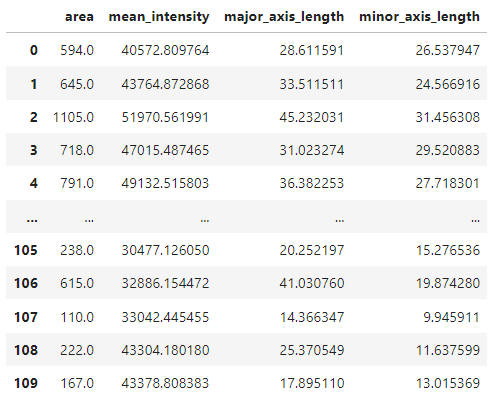 area mean_intensity major_axis_length minor_axis_length
0 594.0 40572.809764 28.611591 26.537947
1 645.0 43764.872868 33.511511 24.566916
2 1105.0 51970.561991 45.232031 31.456308
3 718.0 47015.487465 31.023274 29.520883
4 791.0 49132.515803 36.382253 27.718301
... ... ... ... ...
105 238.0 30477.126050 20.252197 15.276536
106 615.0 32886.154472 41.030760 19.874280
107 110.0 33042.445455 14.366347 9.945911
108 222.0 43304.180180 25.370549 11.637599
109 167.0 43378.808383 17.895110 13.015369